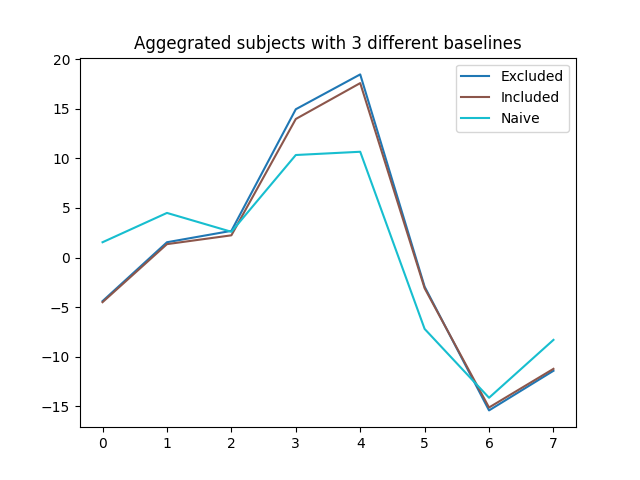 Aggegrated subjects with 3 different baselines
20
15
10
5
0
−5
−10
−15
Excluded
Included
Naive
0 1 2 3 4 5 6 7